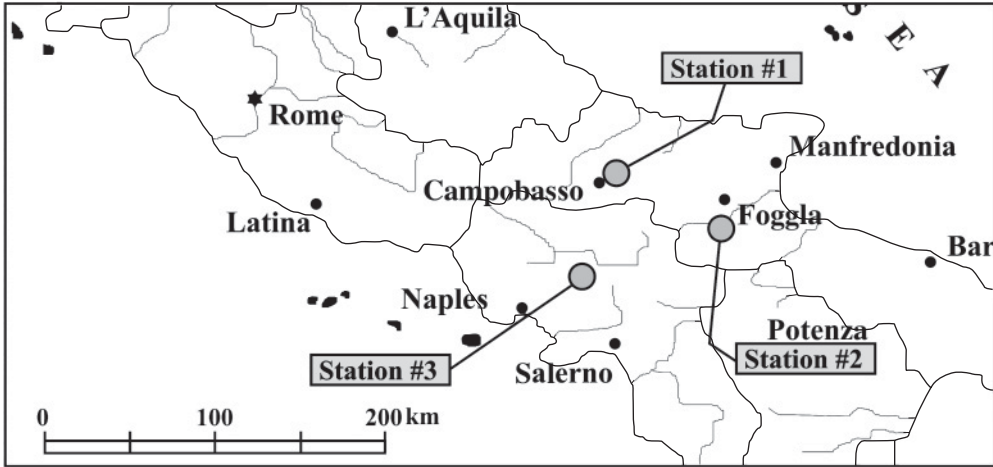 L'Aquila
S
E
A
Station #1
Rome
Manfredonia
Campobasso
Latina
Foggla
Bar
Naples
Potenza
Station #3
Station #2
Salerno
0 100 200 km